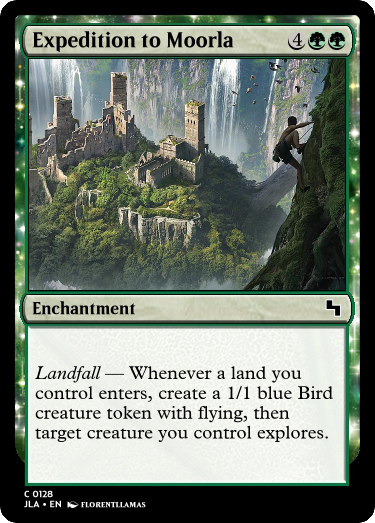 Expedition to Moorla 4
Enchantment
Landfall — Whenever a land you
control enters, create a 1/1 blue Bird
creature token with flying, then
target creature you control explores.
C 0128
JLA • EN FLORENTLLAMAS